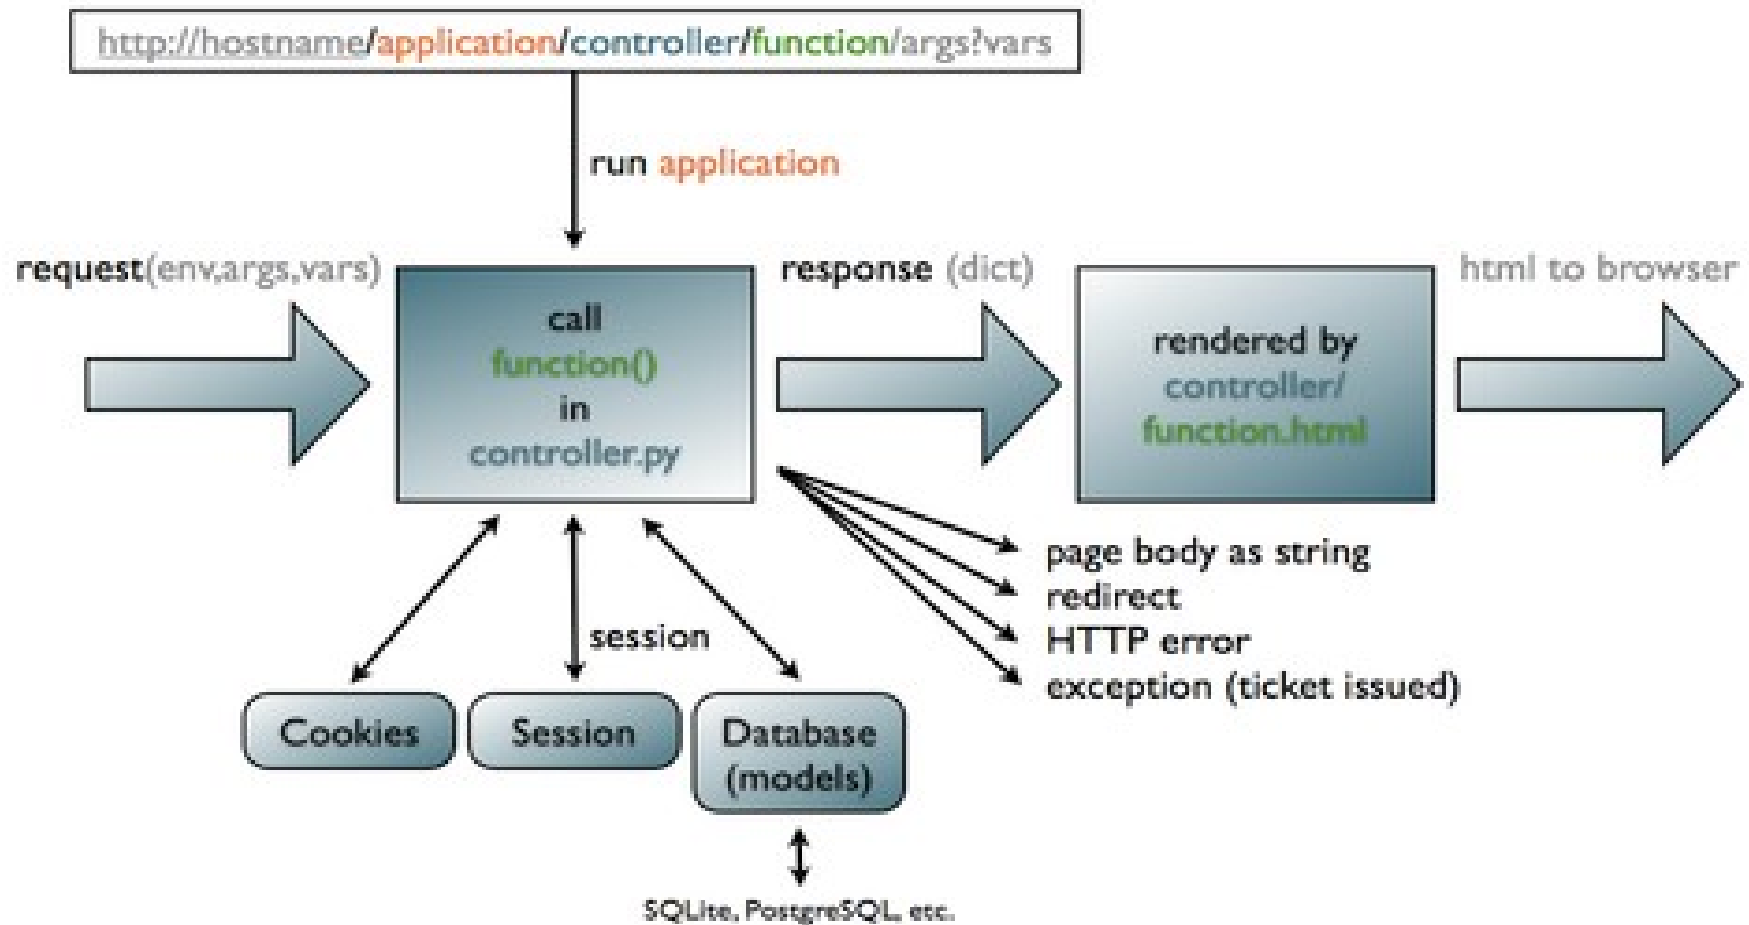 http://hostname/application/controller/function/args?vars
run application
request(env,args,vars)
response (dict)
html to browser
call
function()
in
controller.py
rendered by
controller/
function.html
page body as string
redirect
HTTP error
exception (ticket issued)
session
Cookies
Session
Database
(models)
SQLite, PostgreSQL, etc.